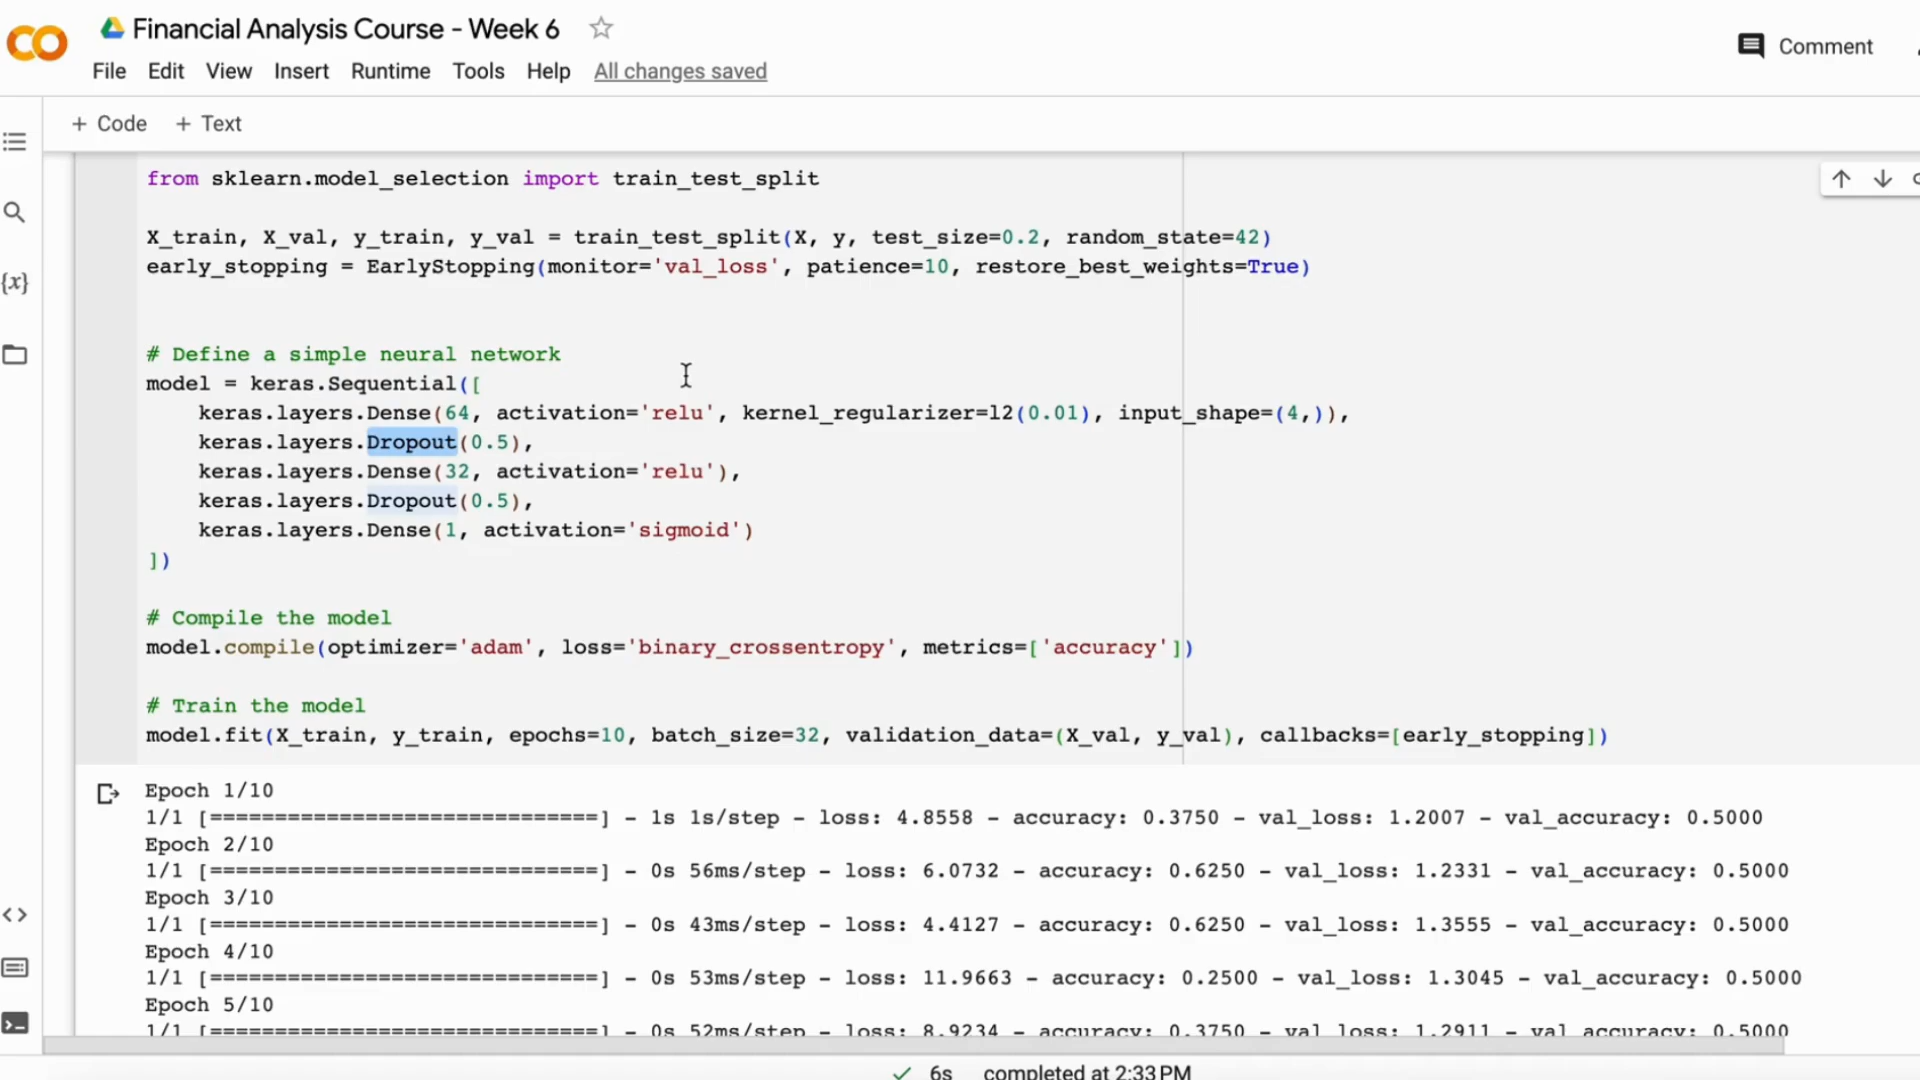 Financial Analysis Course - Week 6
File Edit View Insert Runtime Tools Help All changes saved
Comment
+ Code + Text
from sklearn.model_selection import train_test_split
X_train, X_val, y_train, y_val = train_test_split(X, y, test_size=0.2, random_state=42)
early_stopping = EarlyStopping(monitor='val_loss', patience=10, restore_best_weights=True)
# Define a simple neural network
model = keras.Sequential([
keras.layers.Dense(64, activation='relu', kernel_regularizer=l2(0.01), input_shape=(4,)),
keras.layers.Dropout(0.5),
keras.layers.Dense(32, activation='relu'),
keras.layers.Dropout(0.5),
keras.layers.Dense(1, activation='sigmoid')
])
# Compile the model
model.compile(optimizer='adam', loss='binary_crossentropy', metrics=['accuracy'])
# Train the model
model.fit(X_train, y_train, epochs=10, batch_size=32, validation_data=(X_val, y_val), callbacks=[early_stopping])
Epoch 1/10
1/1 [==============================] - 1s 1s/step - loss: 4.8558 - accuracy: 0.3750 - val_loss: 1.2007 - val_accuracy: 0.5000
Epoch 2/10
1/1 [==============================] - 0s 56ms/step - loss: 6.0732 - accuracy: 0.6250 - val_loss: 1.2331 - val_accuracy: 0.5000
Epoch 3/10
1/1 [==============================] - 0s 43ms/step - loss: 4.4127 - accuracy: 0.6250 - val_loss: 1.3555 - val_accuracy: 0.5000
Epoch 4/10
1/1 [==============================] - 0s 53ms/step - loss: 11.9663 - accuracy: 0.2500 - val_loss: 1.3045 - val_accuracy: 0.5000
Epoch 5/10
1/1 [==============================] - 0s 52ms/step - loss: 8.9234 - accuracy: 0.3750 - val_loss: 1.2911 - val_accuracy: 0.5000
6s completed at 2:33 PM